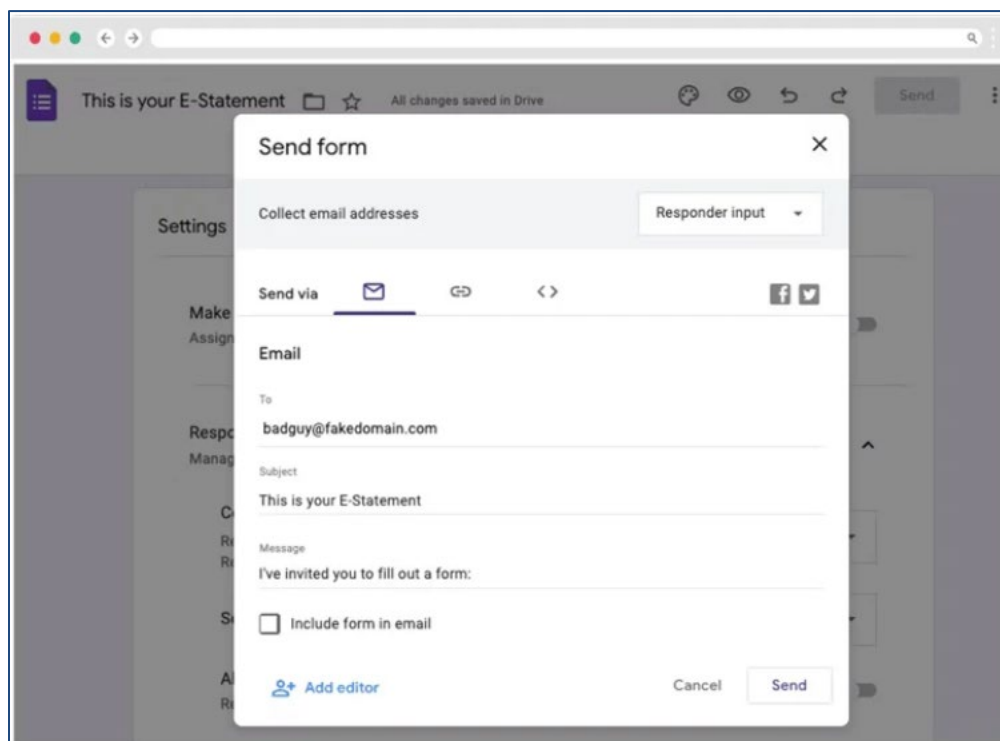 This is your E-Statement
All changes saved in Drive
Send
Send form
Collect email addresses
Responder input
Settings
Send via
Make
Assign
Email
To
badguy@fakedomain.com
Respo
Manag
Subject
This is your E-Statement
Message
I've invited you to fill out a form:
Include form in email
Add editor
Cancel
Send